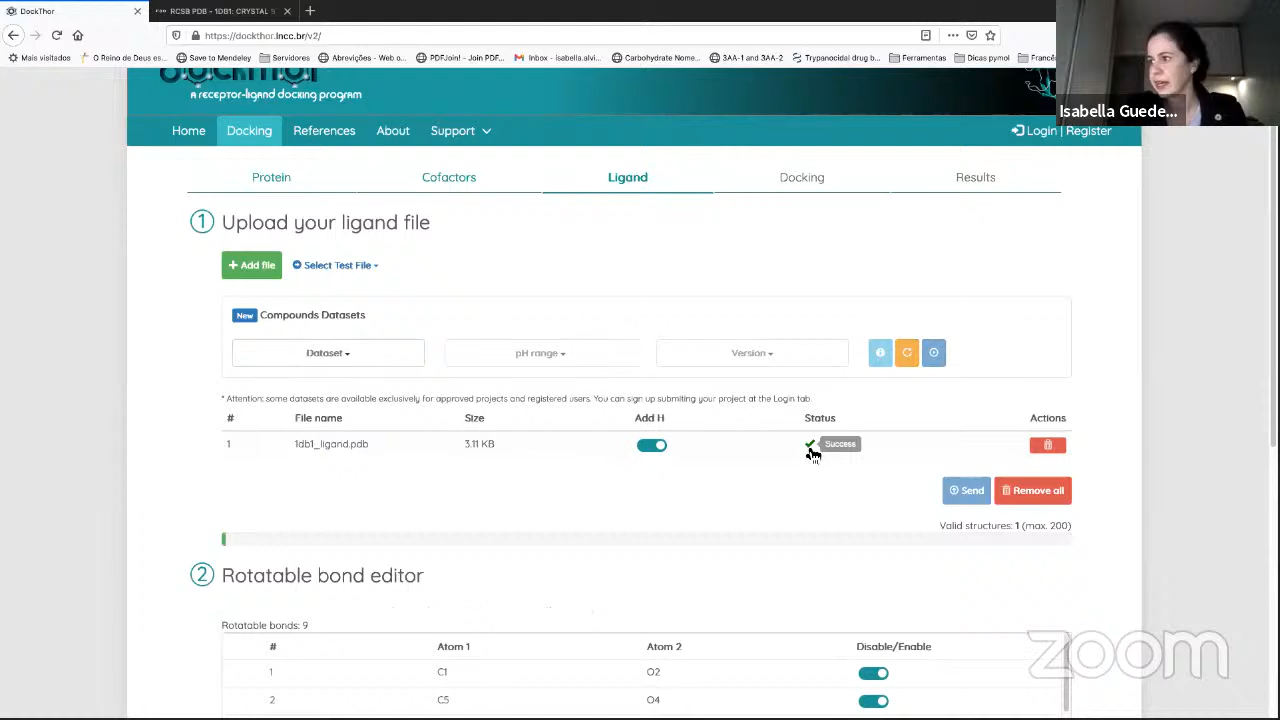 DockThor
RCSB PDB - 1DB1: CRYSTAL S
https://dockthor.lncc.br/v2/
Mais visitados
O Reino de Deus es...
Save to Mendeley
Servidores
Abrevições - Web o...
PDFJoin! - Join PDF...
Inbox - isabella.alvi...
Carbohydrate Nome...
3AA-1 and 3AA-2
Trypanocidal drug b...
Ferramentas
Dicas pymol
Francê
Isabella Guede...
a receptor-ligand docking program
Home
Docking
References
About
Support
Login | Register
Protein
Cofactors
Ligand
Docking
Results
1 Upload your ligand file
+ Add file
Select Test File
New Compounds Datasets
Dataset
pH range
Version
* Attention: some datasets are available exclusively for approved projects and registered users. You can sign up submiting your project at the Login tab.
# File name Size Add H Status Actions
1 1db1_ligand.pdb 3.11 KB Success
Send
Remove all
Valid structures: 1 (max. 200)
2 Rotatable bond editor
Rotatable bonds: 9
# Atom 1 Atom 2 Disable/Enable
1 C1 O2
2 C5 O4
zoom